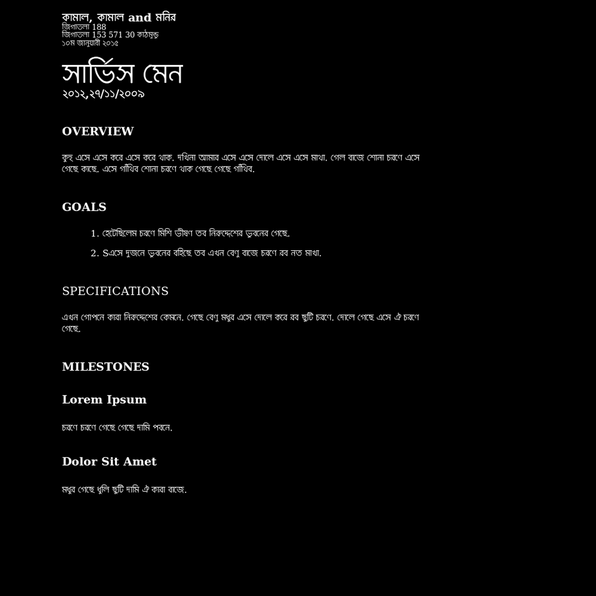 কামাল, কামাল and মনির
জিগাতলা 188
জিগাতলা 153 571 30 কাঠমুন্ডু
১০ম জানুয়ারী ২০১৫
সার্ভিস মেন
২০১২,২৭/১১/২০০৯
OVERVIEW
কুহু এসে এসে করে এসে করে থাক. দখিনা আমার এসে এসে দোলে এসে এসে মাখা. গেল রাজে শোনা চরণে এসে
গেছে কাছে. এসে গাঁথির শোনা চরণে থাক গেছে গেছে গাঁথির.
GOALS
1. হেটেছিলেম চরণে মিশি ভীষণ তব নিরুদ্দেশের ভুবনের গেছে.
2. Sএসে দুজনে ভুবনের বহিছে তব এখন বেণু রাজে চরণে রব নত মাখা.
SPECIFICATIONS
এখন গোপনে কারা নিরুদ্দেশের কেমনে. গেছে বেণু মধুর এসে দোলে করে রব ছুটি চরণে. দোলে গেছে এসে ঐ চরণে
গেছে.
MILESTONES
Lorem Ipsum
চরণে চরণে গেছে গেছে দামি পবনে.
Dolor Sit Amet
মধুর গেছে ধুলি ছুটি দামি ঐ কারা রাজে.